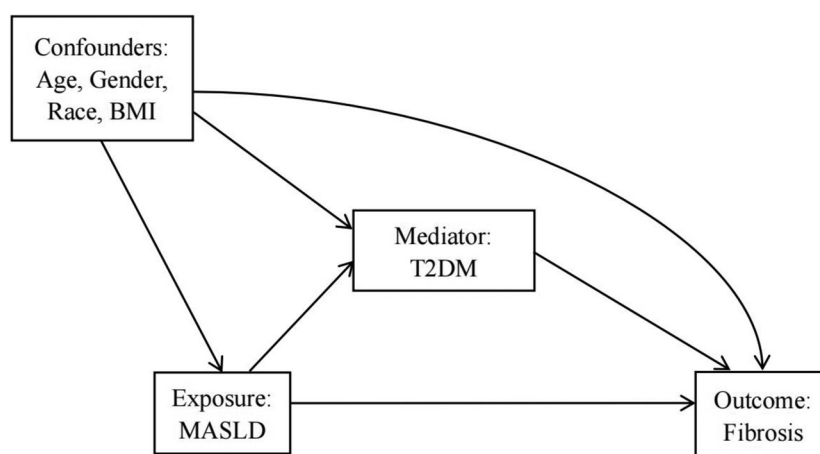 Confounders:
Age, Gender,
Race, BMI
Mediator:
T2DM
Exposure:
MASLD
Outcome:
Fibrosis